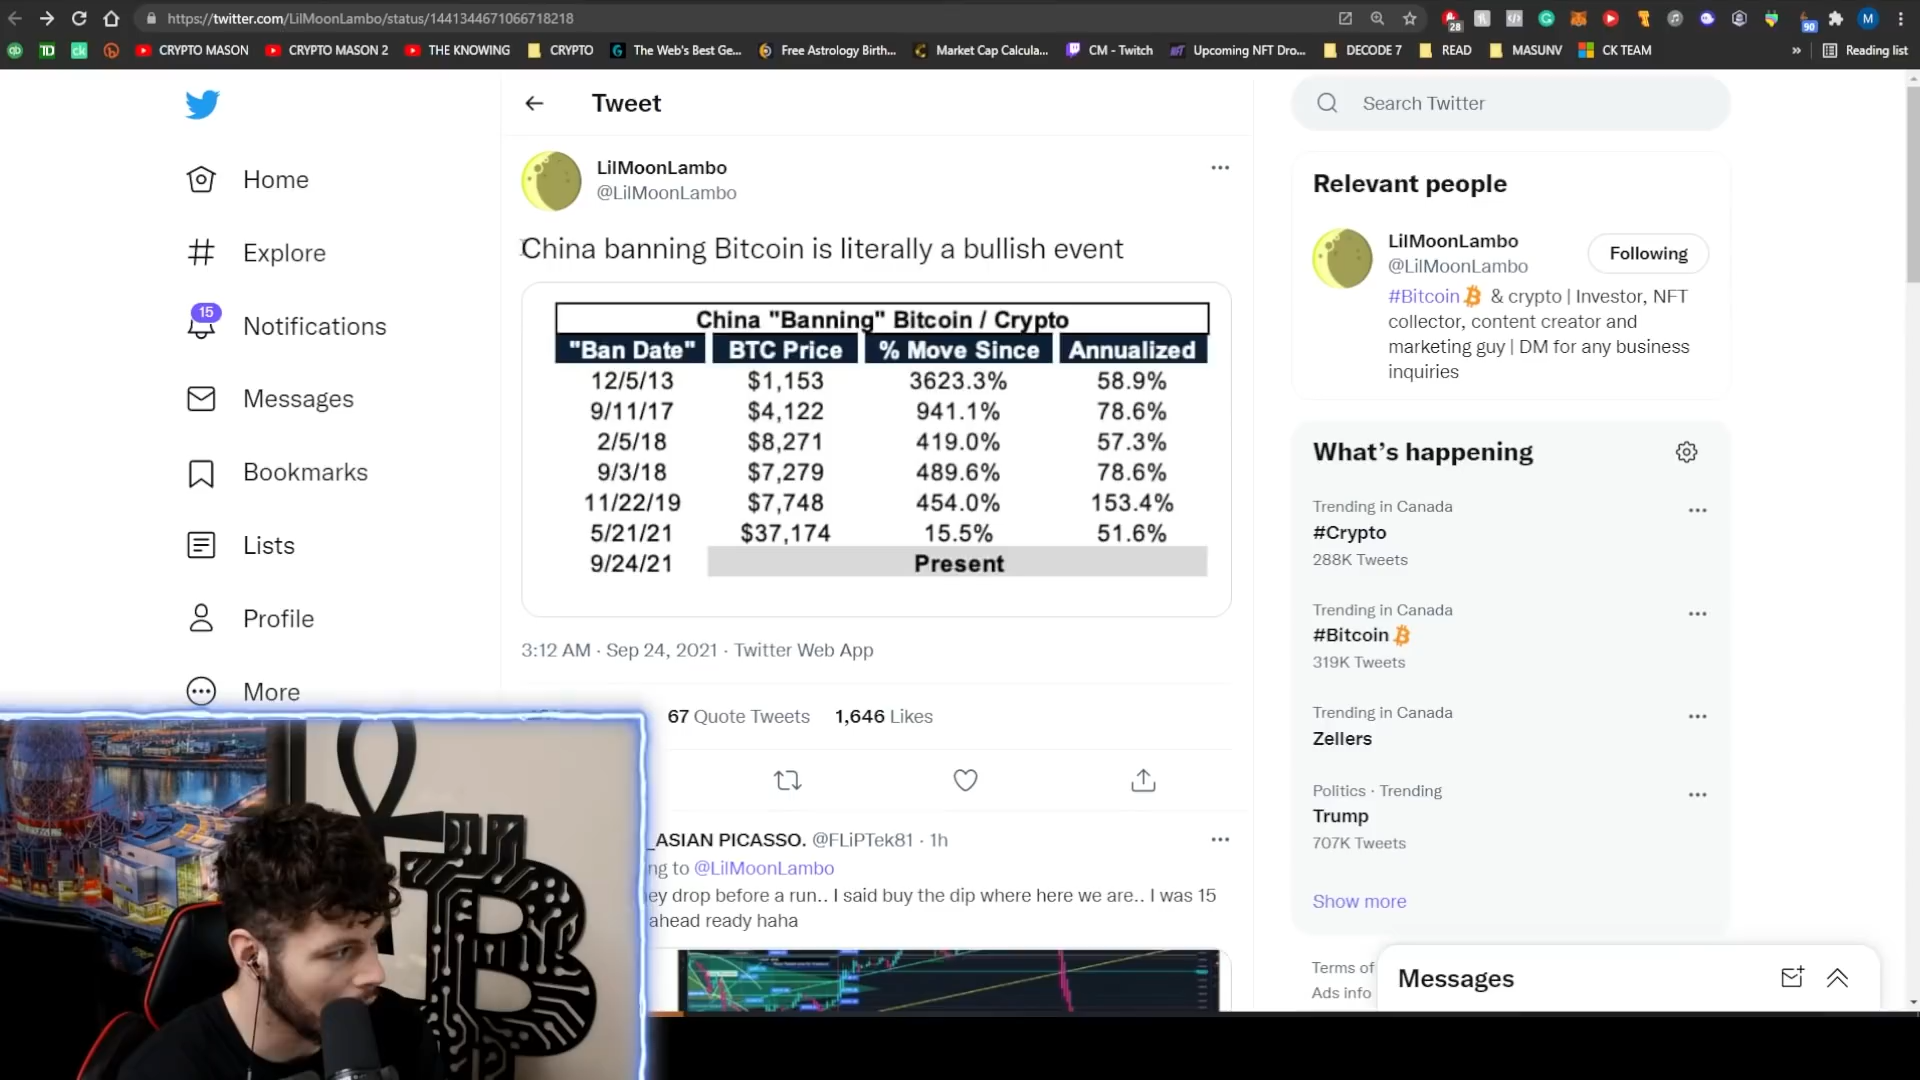 https://twitter.com/LilMoonLambo/status/1441344671066718218
28
90
M
TD
ck
CRYPTO MASON
CRYPTO MASON 2
THE KNOWING
CRYPTO
The Web's Best Ge...
Free Astrology Birth...
Market Cap Calcula...
CM - Twitch
Upcoming NFT Dro...
DECODE 7
READ
MASUNV
CK TEAM
»
Reading list
Home
Explore
15
Notifications
Messages
Bookmarks
Lists
Profile
More
Tweet
LilMoonLambo
@LilMoonLambo
China banning Bitcoin is literally a bullish event
China "Banning" Bitcoin / Crypto
"Ban Date" BTC Price % Move Since Annualized
12/5/13 $1,153 3623.3% 58.9%
9/11/17 $4,122 941.1% 78.6%
2/5/18 $8,271 419.0% 57.3%
9/3/18 $7,279 489.6% 78.6%
11/22/19 $7,748 454.0% 153.4%
5/21/21 $37,174 15.5% 51.6%
9/24/21 Present
3:12 AM · Sep 24, 2021 · Twitter Web App
67 Quote Tweets 1,646 Likes
_ASIAN PICASSO. @FLiPTek81 · 1h
ng to @LilMoonLambo
ey drop before a run.. I said buy the dip where here we are.. I was 15
ahead ready haha
Search Twitter
Relevant people
LilMoonLambo
@LilMoonLambo
Following
#Bitcoin & crypto | Investor, NFT
collector, content creator and
marketing guy | DM for any business
inquiries
What's happening
Trending in Canada
#Crypto
288K Tweets
Trending in Canada
#Bitcoin
319K Tweets
Trending in Canada
Zellers
Politics · Trending
Trump
707K Tweets
Show more
Terms of
Ads info
Messages